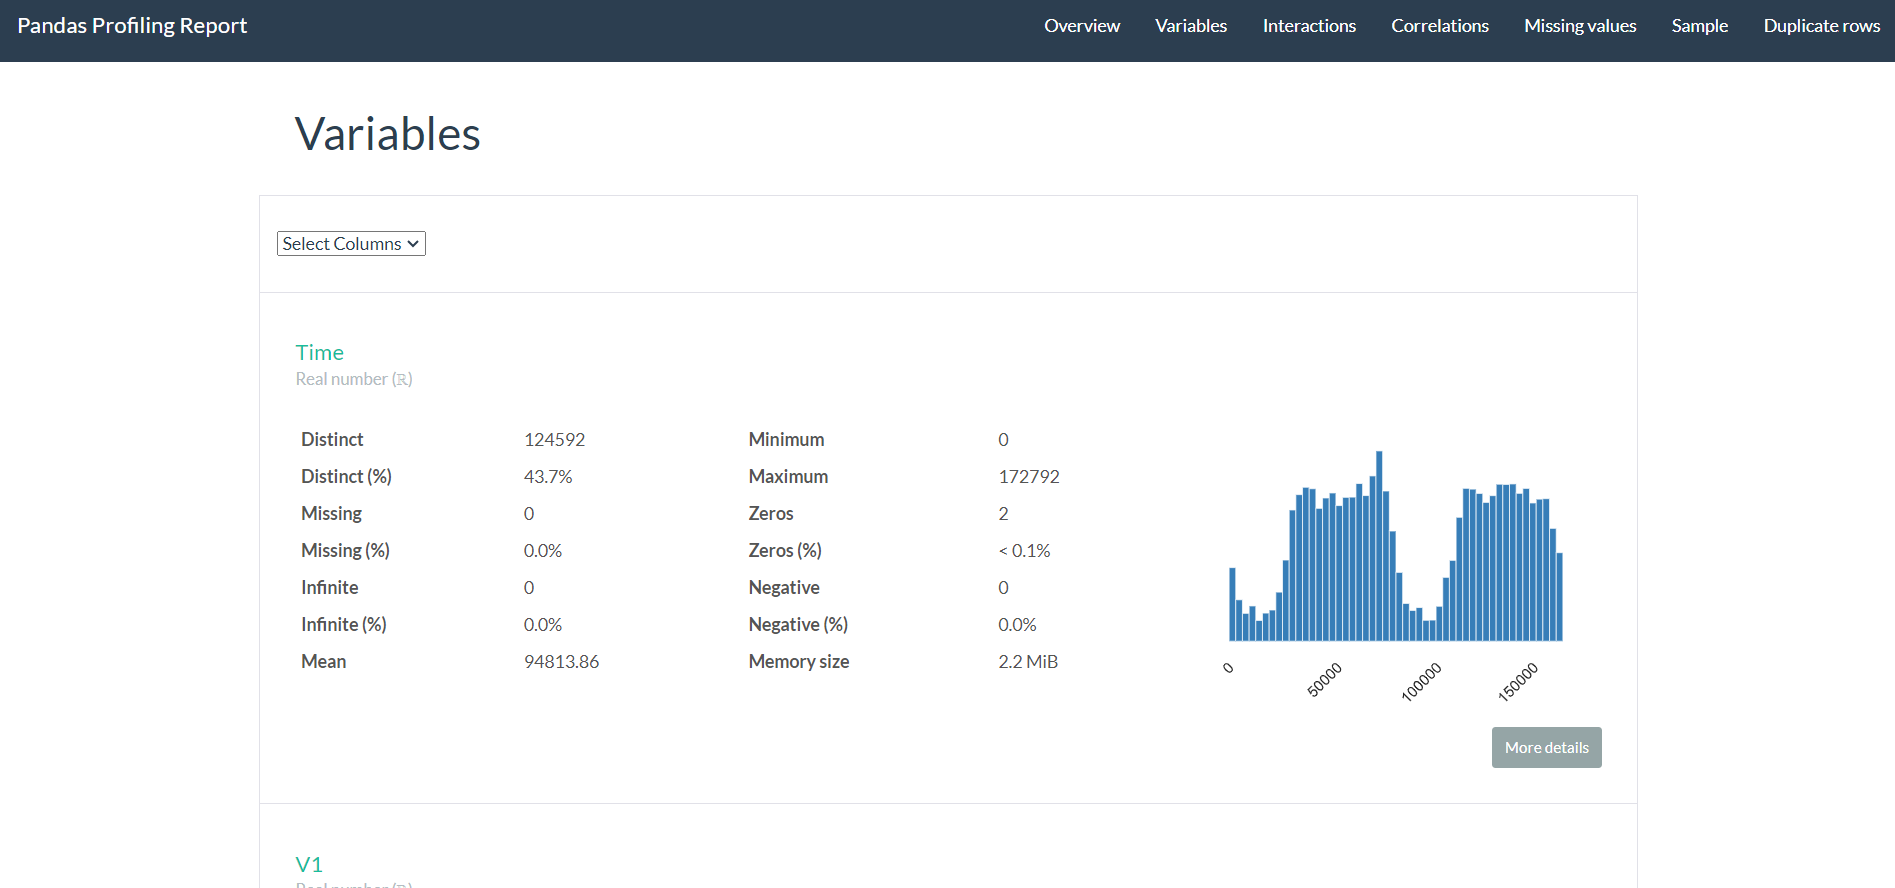 Pandas Profiling Report Overview Variables Interactions Correlations Missing values Sample Duplicate rows
Variables
Select Columns
Time
Real number (ℝ)
Distinct 124592 Minimum 0
Distinct (%) 43.7% Maximum 172792
Missing 0 Zeros 2
Missing (%) 0.0% Zeros (%) < 0.1%
Infinite 0 Negative 0
Infinite (%) 0.0% Negative (%) 0.0%
Mean 94813.86 Memory size 2.2 MiB
0 50000 100000 150000
More details
V1
Real number (ℝ)